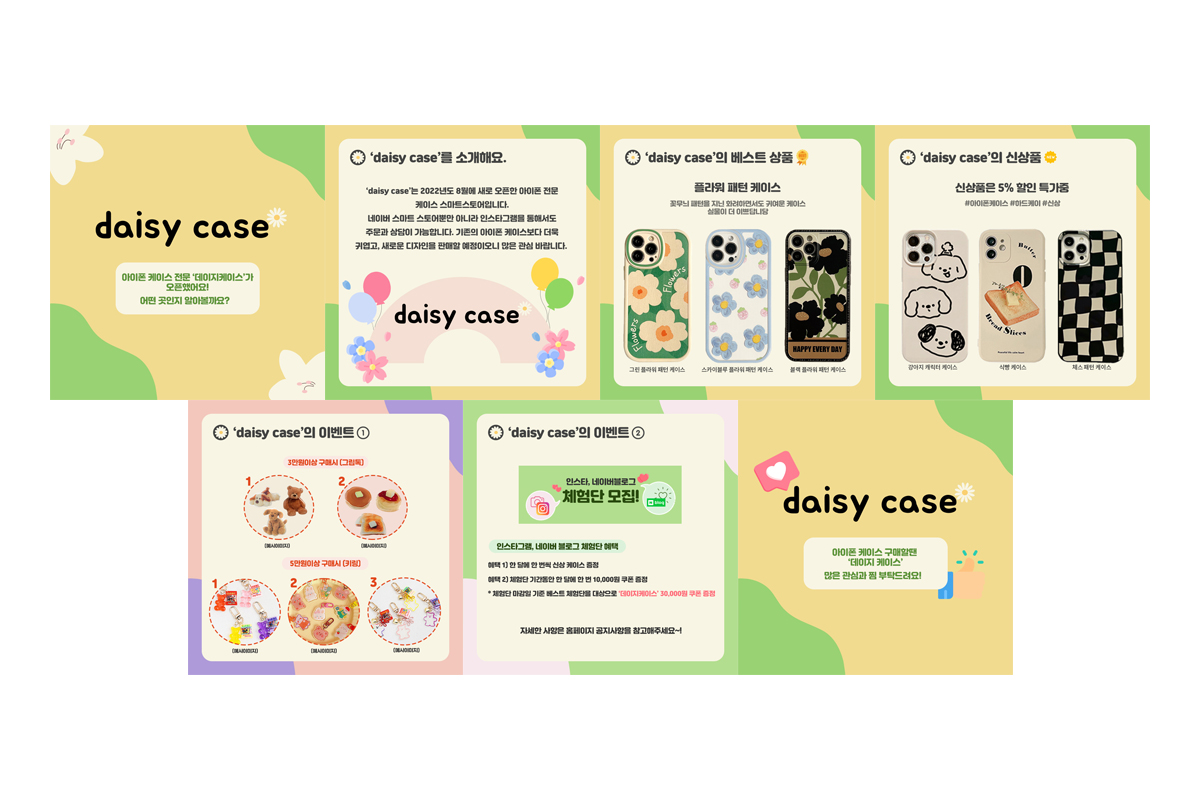 daisy case
아이폰 케이스 전문 '데이지케이스'가
오픈했어요!
어떤 곳인지 알아볼까요?
'daisy case'를 소개해요.
'daisy case'는 2022년도 8월에 새로 오픈한 아이폰 전문
케이스 스마트스토어입니다.
네이버 스마트 스토어뿐만 아니라 인스타그램을 통해서도
주문과 상담이 가능합니다. 기존의 아이폰 케이스보다 더욱
귀엽고, 새로운 디자인을 판매할 예정이오니 많은 관심 바랍니다.
daisy case
'daisy case'의 베스트 상품
플라워 패턴 케이스
꽃무늬 패턴을 지닌 화려하면서도 귀여운 케이스
실물이 더 이쁘답니당
Flowers
Flowers
HAPPY EVERY DAY
그린 플라워 패턴 케이스
스카이블루 플라워 패턴 케이스
블랙 플라워 패턴 케이스
'daisy case'의 신상품
신상품은 5% 할인 특가중
#아이폰케이스 #하드케이 #신상
Butter
Bread Slices
강아지 캐릭터 케이스
식빵 케이스
체스 패턴 케이스
'daisy case'의 이벤트 ①
3만원이상 구매시 (그립톡)
1
2
(예시이미지)
(예시이미지)
5만원이상 구매시 (키링)
1
2
3
(예시이미지)
(예시이미지)
(예시이미지)
'daisy case'의 이벤트 ②
인스타, 네이버블로그
체험단 모집!
blog
인스타그램, 네이버 블로그 체험단 혜택
혜택 1) 한 달에 한 번씩 신상 케이스 증정
혜택 2) 체험단 기간동안 한 달에 한 번 10,000원 쿠폰 증정
* 체험단 마감일 기준 베스트 체험단을 대상으로 '데이지케이스' 30,000원 쿠폰 증정
자세한 사항은 홈페이지 공지사항을 참고해주세요~!
daisy case
아이폰 케이스 구매할땐
'데이지 케이스'
많은 관심과 찜 부탁드려요!